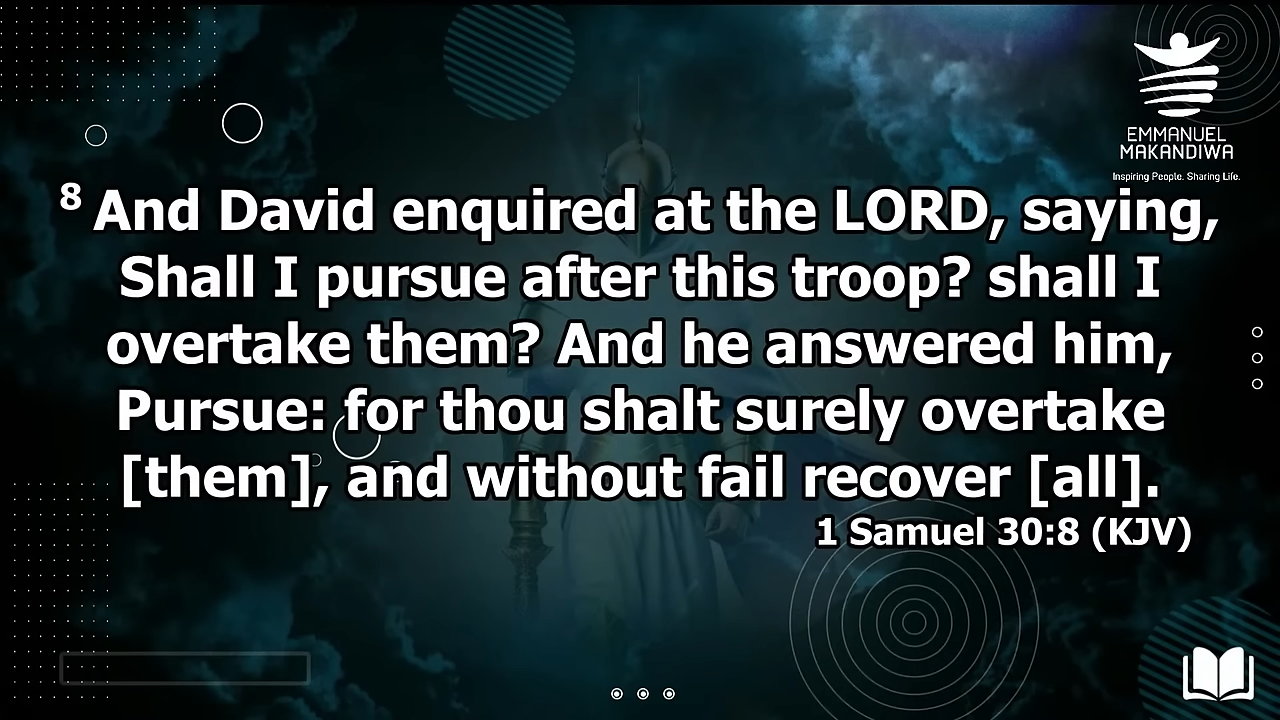 EMMANUEL
MAKANDIWA
Inspiring People. Sharing Life.
8 And David enquired at the LORD, saying,
Shall I pursue after this troop? shall I
overtake them? And he answered him,
Pursue: for thou shalt surely overtake
[them], and without fail recover [all].
1 Samuel 30:8 (KJV)